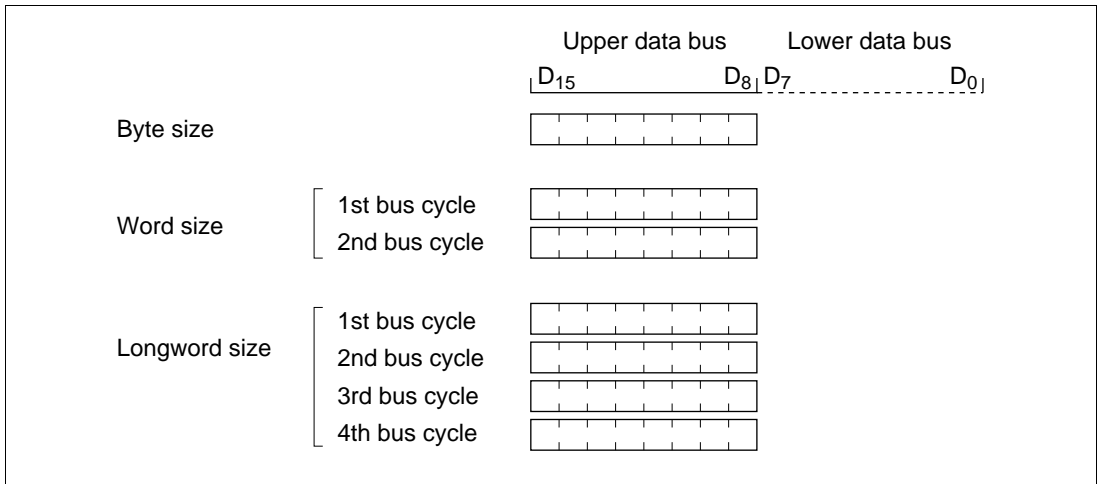 Upper data bus Lower data bus
D15 D8 D7 D0
Byte size
Word size
1st bus cycle
2nd bus cycle
Longword size
1st bus cycle
2nd bus cycle
3rd bus cycle
4th bus cycle